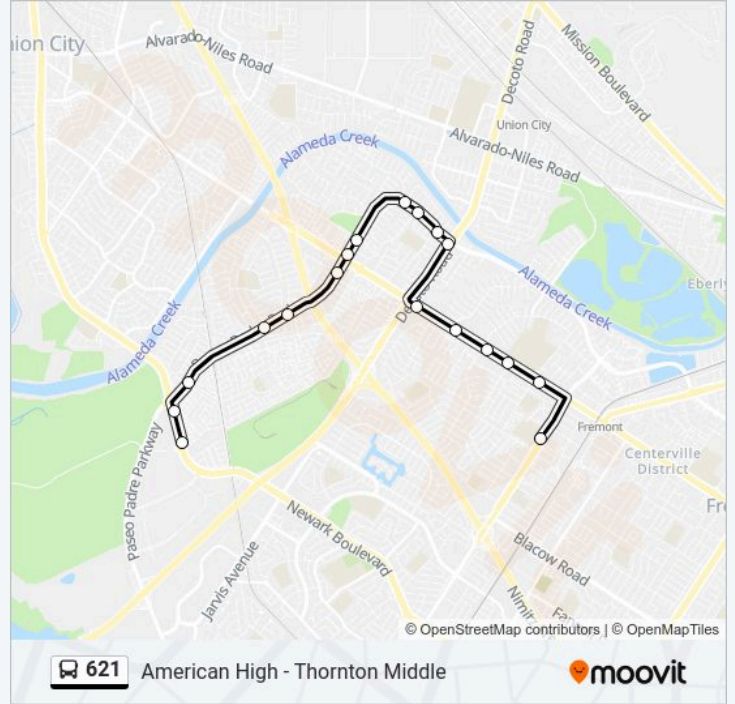 nion City
Alvarado-Niles Road
Decoto Road
Mission Boulevard
Union City
Alameda Creek
Alvarado-Niles Road
Alameda Creek
Eberly
Alameda Creek
Fremont
Centerville
District
Fre
Paseo Padre Parkway
Newark Boulevard
Jarvis Avenue
Blacow Road
Nimitz
© OpenStreetMap contributors | © OpenMapTiles
621
American High - Thornton Middle
moovit